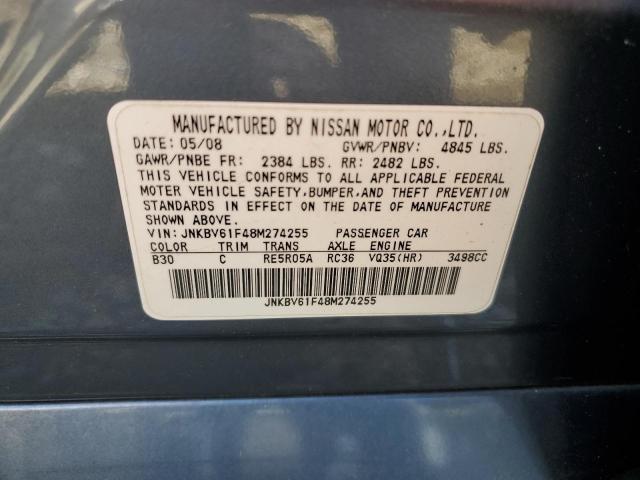 MANUFACTURED BY NISSAN MOTOR CO.,LTD.
DATE: 05/08 GVWR/PNBV: 4845 LBS.
GAWR/PNBE FR: 2384 LBS. RR: 2482 LBS.
THIS VEHICLE CONFORMS TO ALL APPLICABLE FEDERAL
MOTOR VEHICLE SAFETY,BUMPER,AND THEFT PREVENTION
STANDARDS IN EFFECT ON THE DATE OF MANUFACTURE
SHOWN ABOVE.
VIN:JNKBV61F48M274255 PASSENGER CAR
COLOR TRIM TRANS AXLE ENGINE
B30 C RE5R05A RC36 VQ35(HR) 3498CC
JNKBV61F48M274255